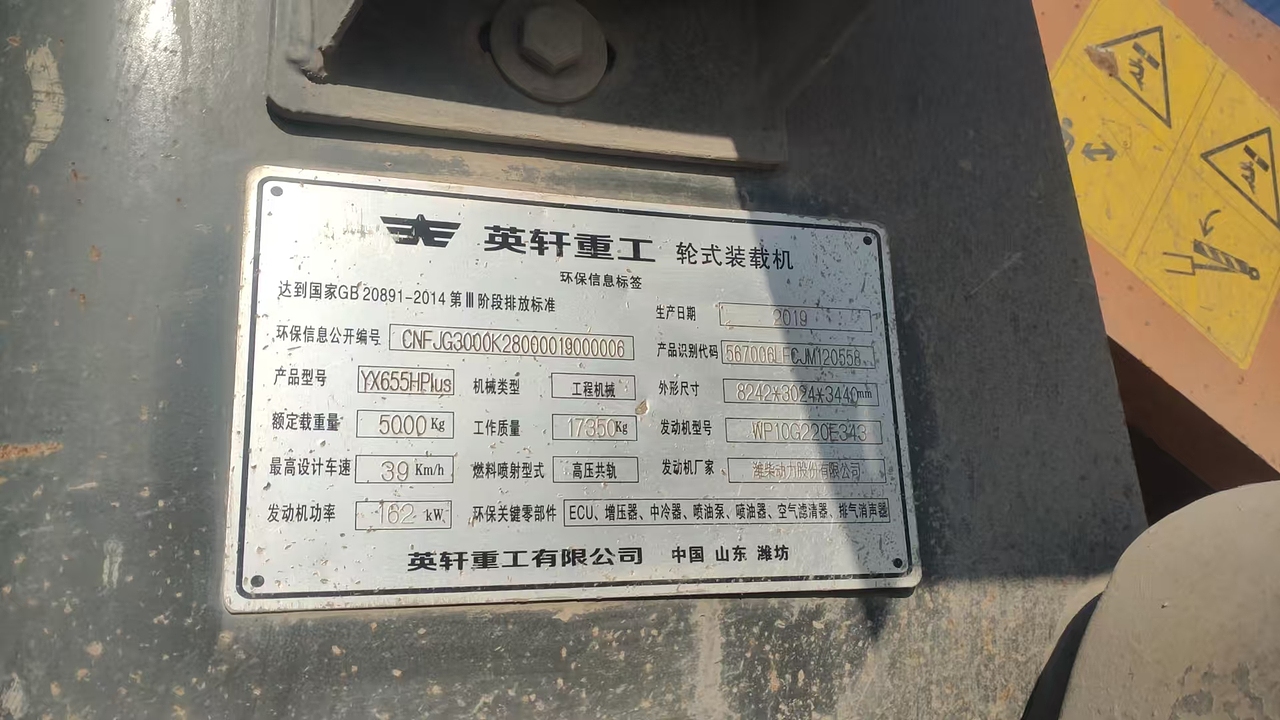 英轩重工 轮式装载机
环保信息标签
达到国家GB 20891-2014 第Ⅲ阶段排放标准 生产日期 2019
环保信息公开编号 CNFJG3000K28000019000006 产品识别代码 567006LFCJM120558
产品型号 YX655HPlus 机械类型 工程机械 外形尺寸 8242*3024*3440mm
额定载重量 5000 Kg 工作质量 17350Kg 发动机型号 WP10G220E343
最高设计车速 39 Km/h 燃料喷射型式 高压共轨 发动机厂家 潍柴动力股份有限公司
发动机功率 162 kW 环保关键零部件 ECU、增压器、中冷器、喷油泵、喷油器、空气滤清器、排气消声器
英轩重工有限公司 中国 山东 潍坊